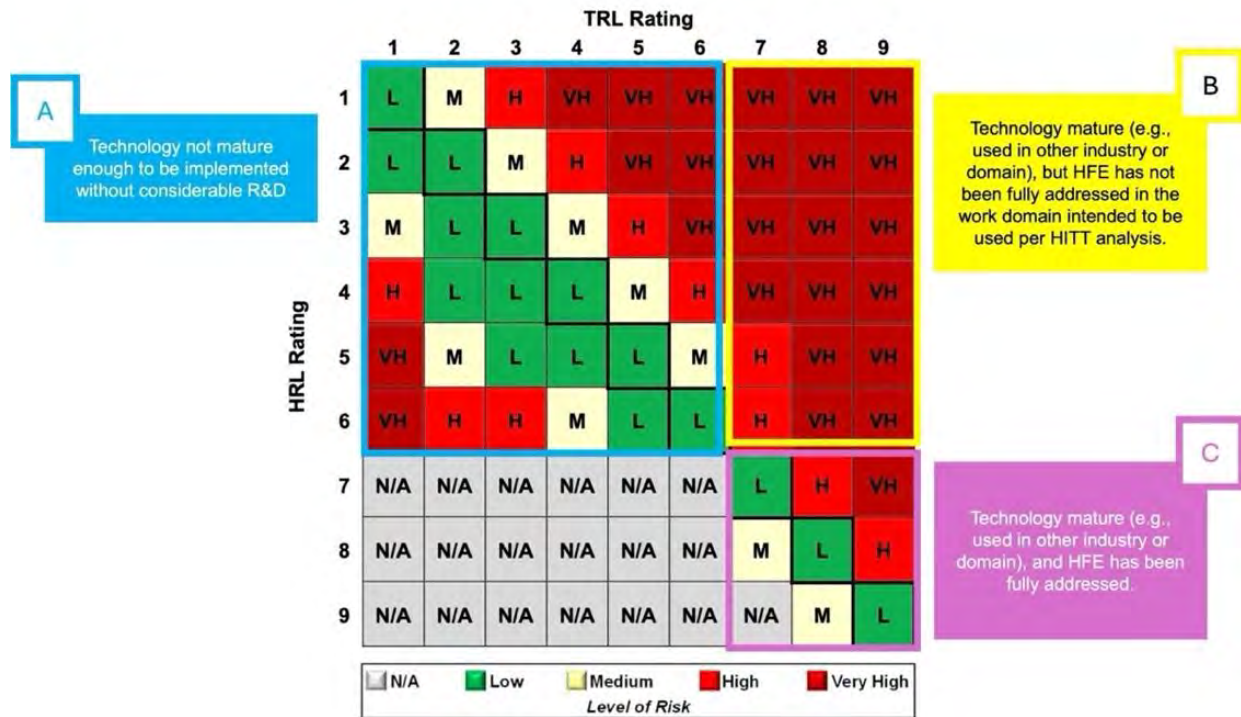 TRL Rating
1 2 3 4 5 6 7 8 9
A
Technology not mature
enough to be implemented
without considerable R&D
HRL Rating
1 L M H VH VH VH VH VH VH
2 L L M H VH VH VH VH VH
3 M L L M H VH VH VH VH
4 H L L L M H VH VH VH
5 VH M L L L M H VH VH
6 VH H H M L L H VH VH
7 N/A N/A N/A N/A N/A N/A L H VH
8 N/A N/A N/A N/A N/A N/A M L H
9 N/A N/A N/A N/A N/A N/A N/A M L
B
Technology mature (e.g.,
used in other industry or
domain), but HFE has not
been fully addressed in the
work domain intended to be
used per HITT analysis.
C
Technology mature (e.g.,
used in other industry or
domain), and HFE has been
fully addressed.
N/A Low Medium High Very High
Level of Risk